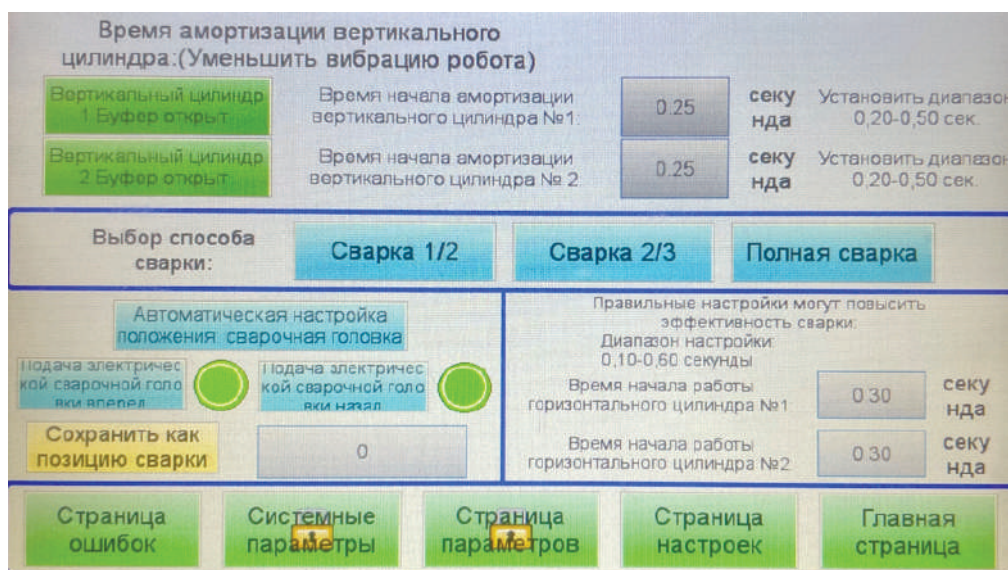 Время амортизации вертикального
цилиндра:(Уменьшить вибрацию робота)
Вертикальный цилиндр
1 Буфер открыт
Время начала амортизации
вертикального цилиндра №1:
0.25
секу
нда
Установить диапазон
0,20-0,50 сек.
Вертикальный цилиндр
2 Буфер открыт
Время начала амортизации
вертикального цилиндра № 2
0.25
секу
нда
Установить диапазон
0,20-0,50 сек.
Выбор способа
сварки:
Сварка 1/2
Сварка 2/3
Полная сварка
Автоматическая настройка
положения: сварочная головка
Подача электричес
кой сварочной голо
вки вперед
Подача электричес
кой сварочной голо
вки назад
Сохранить как
позицию сварки
0
Правильные настройки могут повысить
эффективность сварки:
Диапазон настройки:
0,10-0,60 секунды
Время начала работы
горизонтального цилиндра №1
0.30
секу
нда
Время начала работы
горизонтального цилиндра №2
0.30
секу
нда
Страница
ошибок
Системные
параметры
Страница
параметров
Страница
настроек
Главная
страница